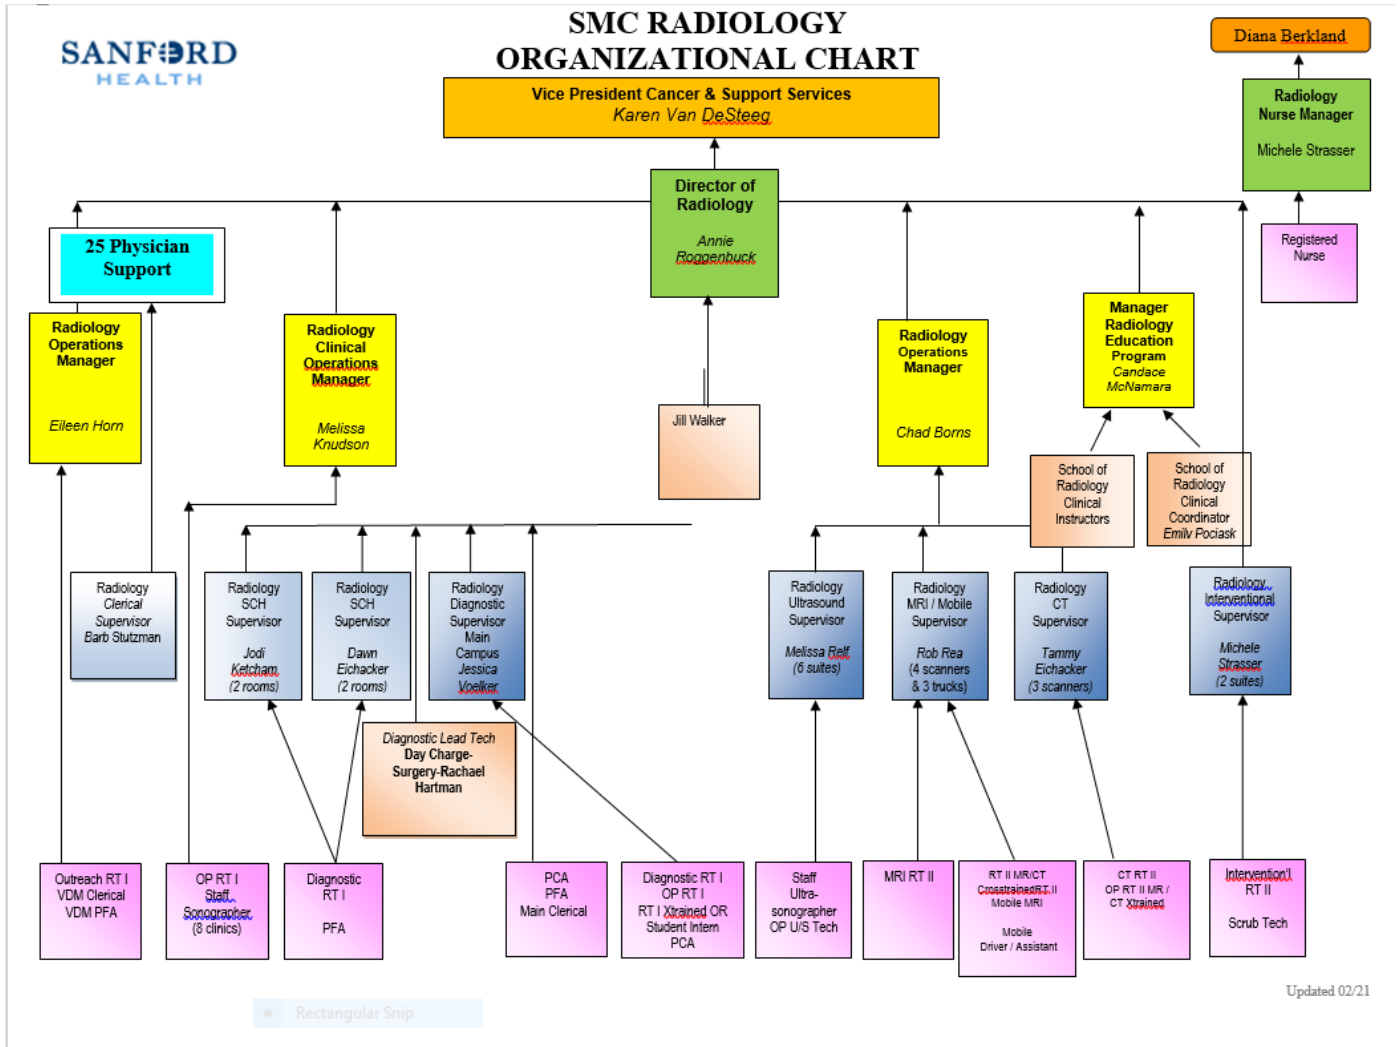 SMC RADIOLOGY
ORGANIZATIONAL CHART
SANFORD
HEALTH
Diana Berkland
Vice President Cancer & Support Services
Karen Van DeSteeg
Radiology
Nurse Manager
Michele Strasser
Director of
Radiology
Annie
Roggenbuck
Registered
Nurse
25 Physician
Support
Radiology
Operations
Manager
Eileen Horn
Radiology
Clinical
Operations
Manager
Melissa
Knudson
Jill Walker
Radiology
Operations
Manager
Chad Borns
Manager
Radiology
Education
Program
Candace
McNamara
School of
Radiology
Clinical
Instructors
School of
Radiology
Clinical
Coordinator
Emily Pociask
Radiology
Clerical
Supervisor
Barb Stutzman
Radiology
SCH
Supervisor
Jodi
Ketcham
(2 rooms)
Radiology
SCH
Supervisor
Dawn
Eichacker
(2 rooms)
Radiology
Diagnostic
Supervisor
Main
Campus
Jessica
Voelker
Radiology
Ultrasound
Supervisor
Melissa Relf
(6 suites)
Radiology
MRI / Mobile
Supervisor
Rob Rea
(4 scanners
& 3 trucks)
Radiology
CT
Supervisor
Tammy
Eichacker
(3 scanners)
Radiology
Interventional
Supervisor
Michele
Strasser
(2 suites)
Diagnostic Lead Tech
Day Charge-
Surgery-Rachael
Hartman
Outreach RT I
VDM Clerical
VDM PFA
OP RT I
Staff
Sonographer
(8 clinics)
Diagnostic
RT I
PFA
PCA
PFA
Main Clerical
Diagnostic RT I
OP RT I
RT I Xtrained OR
Student Intern
PCA
Staff
Ultra-
sonographer
OP U/S Tech
MRI RT II
RT II MR/CT
CrosstrainedRT II
Mobile MRI
Mobile
Driver / Assistant
CT RT II
OP RT II MR /
CT Xtrained
Intervention'l
RT II
Scrub Tech
Updated 02/21
Rectangular Snip